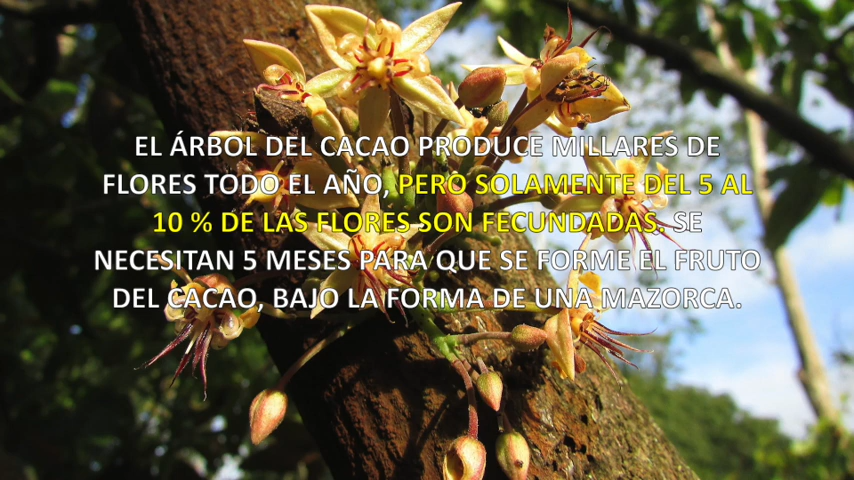 EL ÁRBOL DEL CACAO PRODUCE MILLARES DE
FLORES TODO EL AÑO, PERO SOLAMENTE DEL 5 AL
10 % DE LAS FLORES SON FECUNDADAS. SE
NECESITAN 5 MESES PARA QUE SE FORME EL FRUTO
DEL CACAO, BAJO LA FORMA DE UNA MAZORCA.